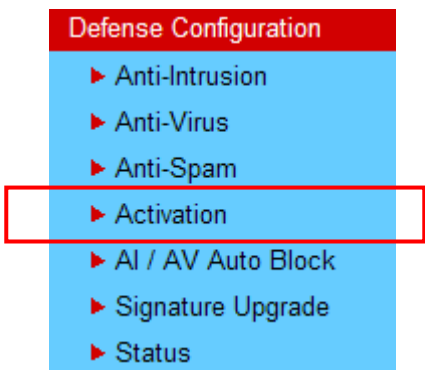 Defense Configuration
Anti-Intrusion
Anti-Virus
Anti-Spam
Activation
AI / AV Auto Block
Signature Upgrade
Status